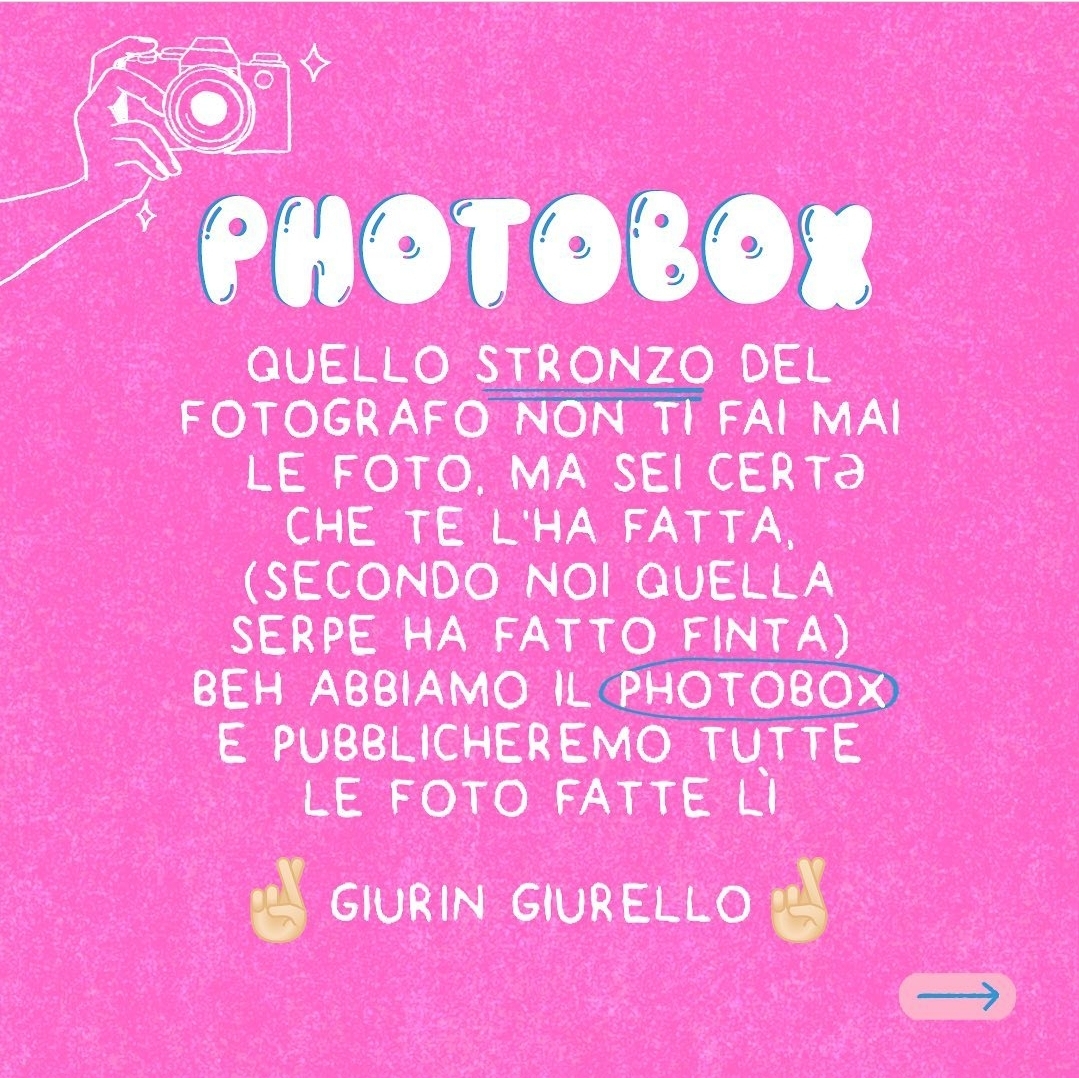 PHOTOBOX
QUELLO STRONZO DEL
FOTOGRAFO NON TI FAI MAI
LE FOTO, MA SEI CERTƏ
CHE TE L'HA FATTA,
(SECONDO NOI QUELLA
SERPE HA FATTO FINTA)
BEH ABBIAMO IL PHOTOBOX
E PUBBLICHEREMO TUTTE
LE FOTO FATTE LÌ
🤞🏼 GIURIN GIURELLO 🤞🏼